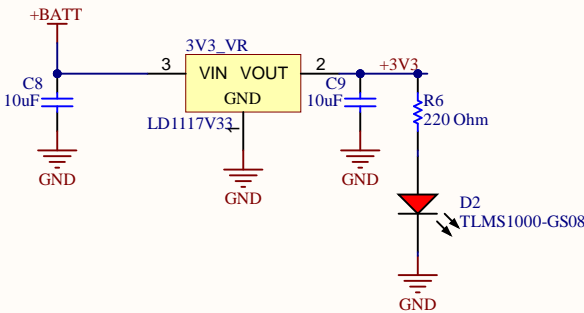 +BATT
3V3_VR
3 VIN VOUT 2
GND
+3V3
C8
10uF
C9
10uF
R6
220 Ohm
LD1117V33
GND
GND
GND
D2
TLMS1000-GS08
GND